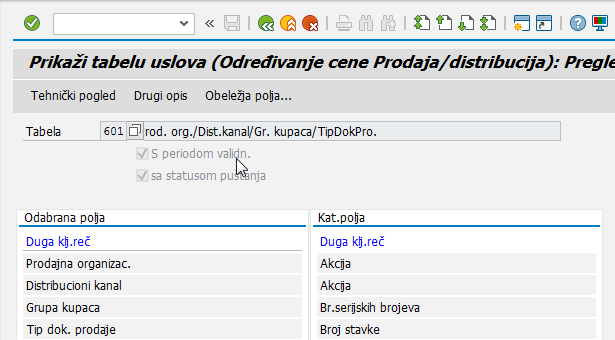 Prikaži tabelu uslova (Određivanje cene Prodaja/distribucija): Pregle
Tehnički pogled Drugi opis Obeležja polja...
Tabela 601 rod. org./Dist.kanal/Gr. kupaca/TipDokPro.
S periodom validn.
sa statusom puštanja
Odabrana polja Kat.polja
Duga klj.reč Duga klj.reč
Prodajna organizac. Akcija
Distribucioni kanal Akcija
Grupa kupaca Br.serijskih brojeva
Tip dok. prodaje Broj stavke